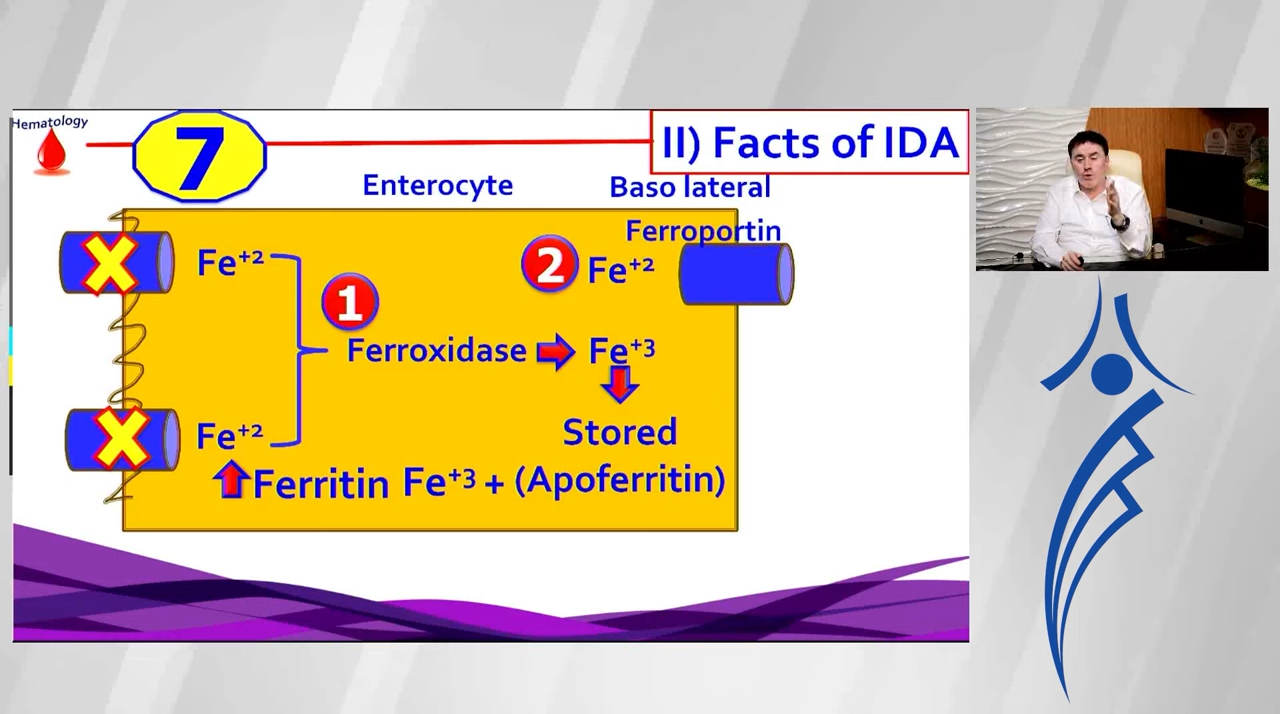 Hematology
7
II) Facts of IDA
Enterocyte
Baso lateral
Ferroportin
X
Fe+2
2
Fe+2
1
Ferroxidase
Fe+3
X
Fe+2
Stored
Ferritin Fe+3 + (Apoferritin)